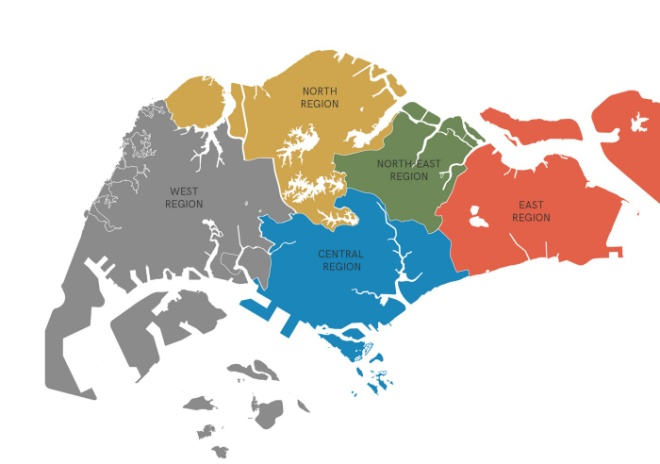 NORTH
REGION
NORTH-EAST
REGION
WEST
REGION
EAST
REGION
CENTRAL
REGION